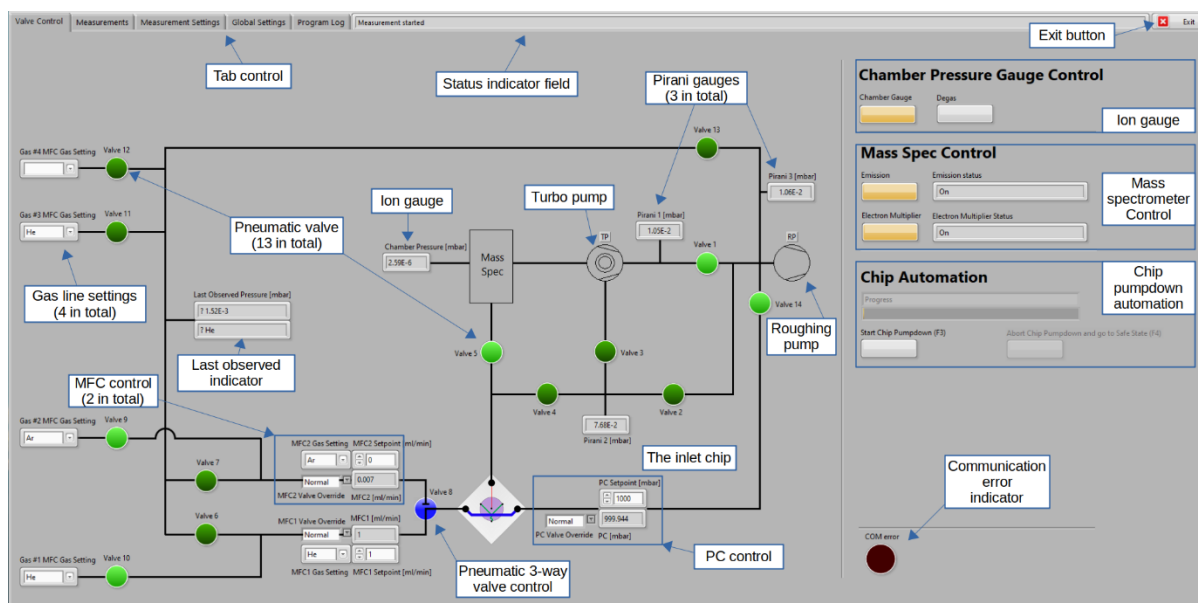 Valve Control Measurements Measurement Settings Global Settings Program Log Measurement started Exit
Tab control
Status indicator field
Exit button
Pirani gauges
(3 in total)
Chamber Pressure Gauge Control
Chamber Gauge Degas
Ion gauge
Mass Spec Control
Emission Emission status
On
Electron Multiplier Electron Multiplier Status
On
Mass
spectrometer
Control
Chip Automation
Progress
Start Chip Pumpdown (F3) Abort Chip Pumpdown and go to Safe State (F4)
Chip
pumpdown
automation
Communication
error
indicator
COM error
Gas #4 MFC Gas Setting Valve 12
Valve 13
Gas #3 MFC Gas Setting Valve 11
He
Pirani 3 [mbar]
1.06E-2
Pneumatic valve
(13 in total)
Ion gauge
Turbo pump
Chamber Pressure [mbar]
2.59E-6
Mass
Spec
TP
Pirani 1 [mbar]
1.05E-2
Valve 1
RP
Gas line settings
(4 in total)
Last Observed Pressure [mbar]
? 1.52E-3
? He
Last observed
indicator
Valve 14
Roughing
pump
Valve 5
Valve 3
Valve 4
Valve 2
7.68E-2
Pirani 2 [mbar]
MFC control
(2 in total)
Gas #2 MFC Gas Setting Valve 9
Ar
MFC2 Gas Setting MFC2 Setpoint [ml/min]
Ar 0
Normal 0.007
MFC2 Valve Override MFC2 [ml/min]
Valve 7
Valve 8
The inlet chip
PC Setpoint [mbar]
1000
Normal 999.944
PC Valve Override PC [mbar]
PC control
Valve 6
MFC1 Valve Override MFC1 [ml/min]
Normal 1
He 1
MFC1 Gas Setting MFC1 Setpoint [ml/min]
Gas #1 MFC Gas Setting Valve 10
He
Pneumatic 3-way
valve control